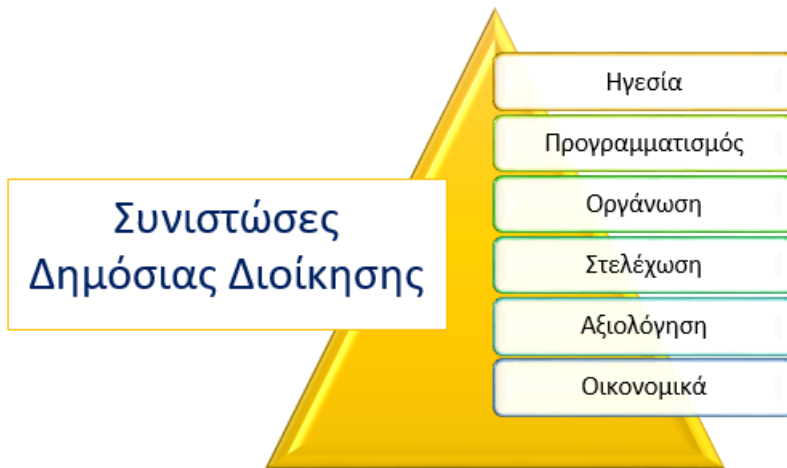 Συνιστώσες
Δημόσιας Διοίκησης
Ηγεσία
Προγραμματισμός
Οργάνωση
Στελέχωση
Αξιολόγηση
Οικονομικά